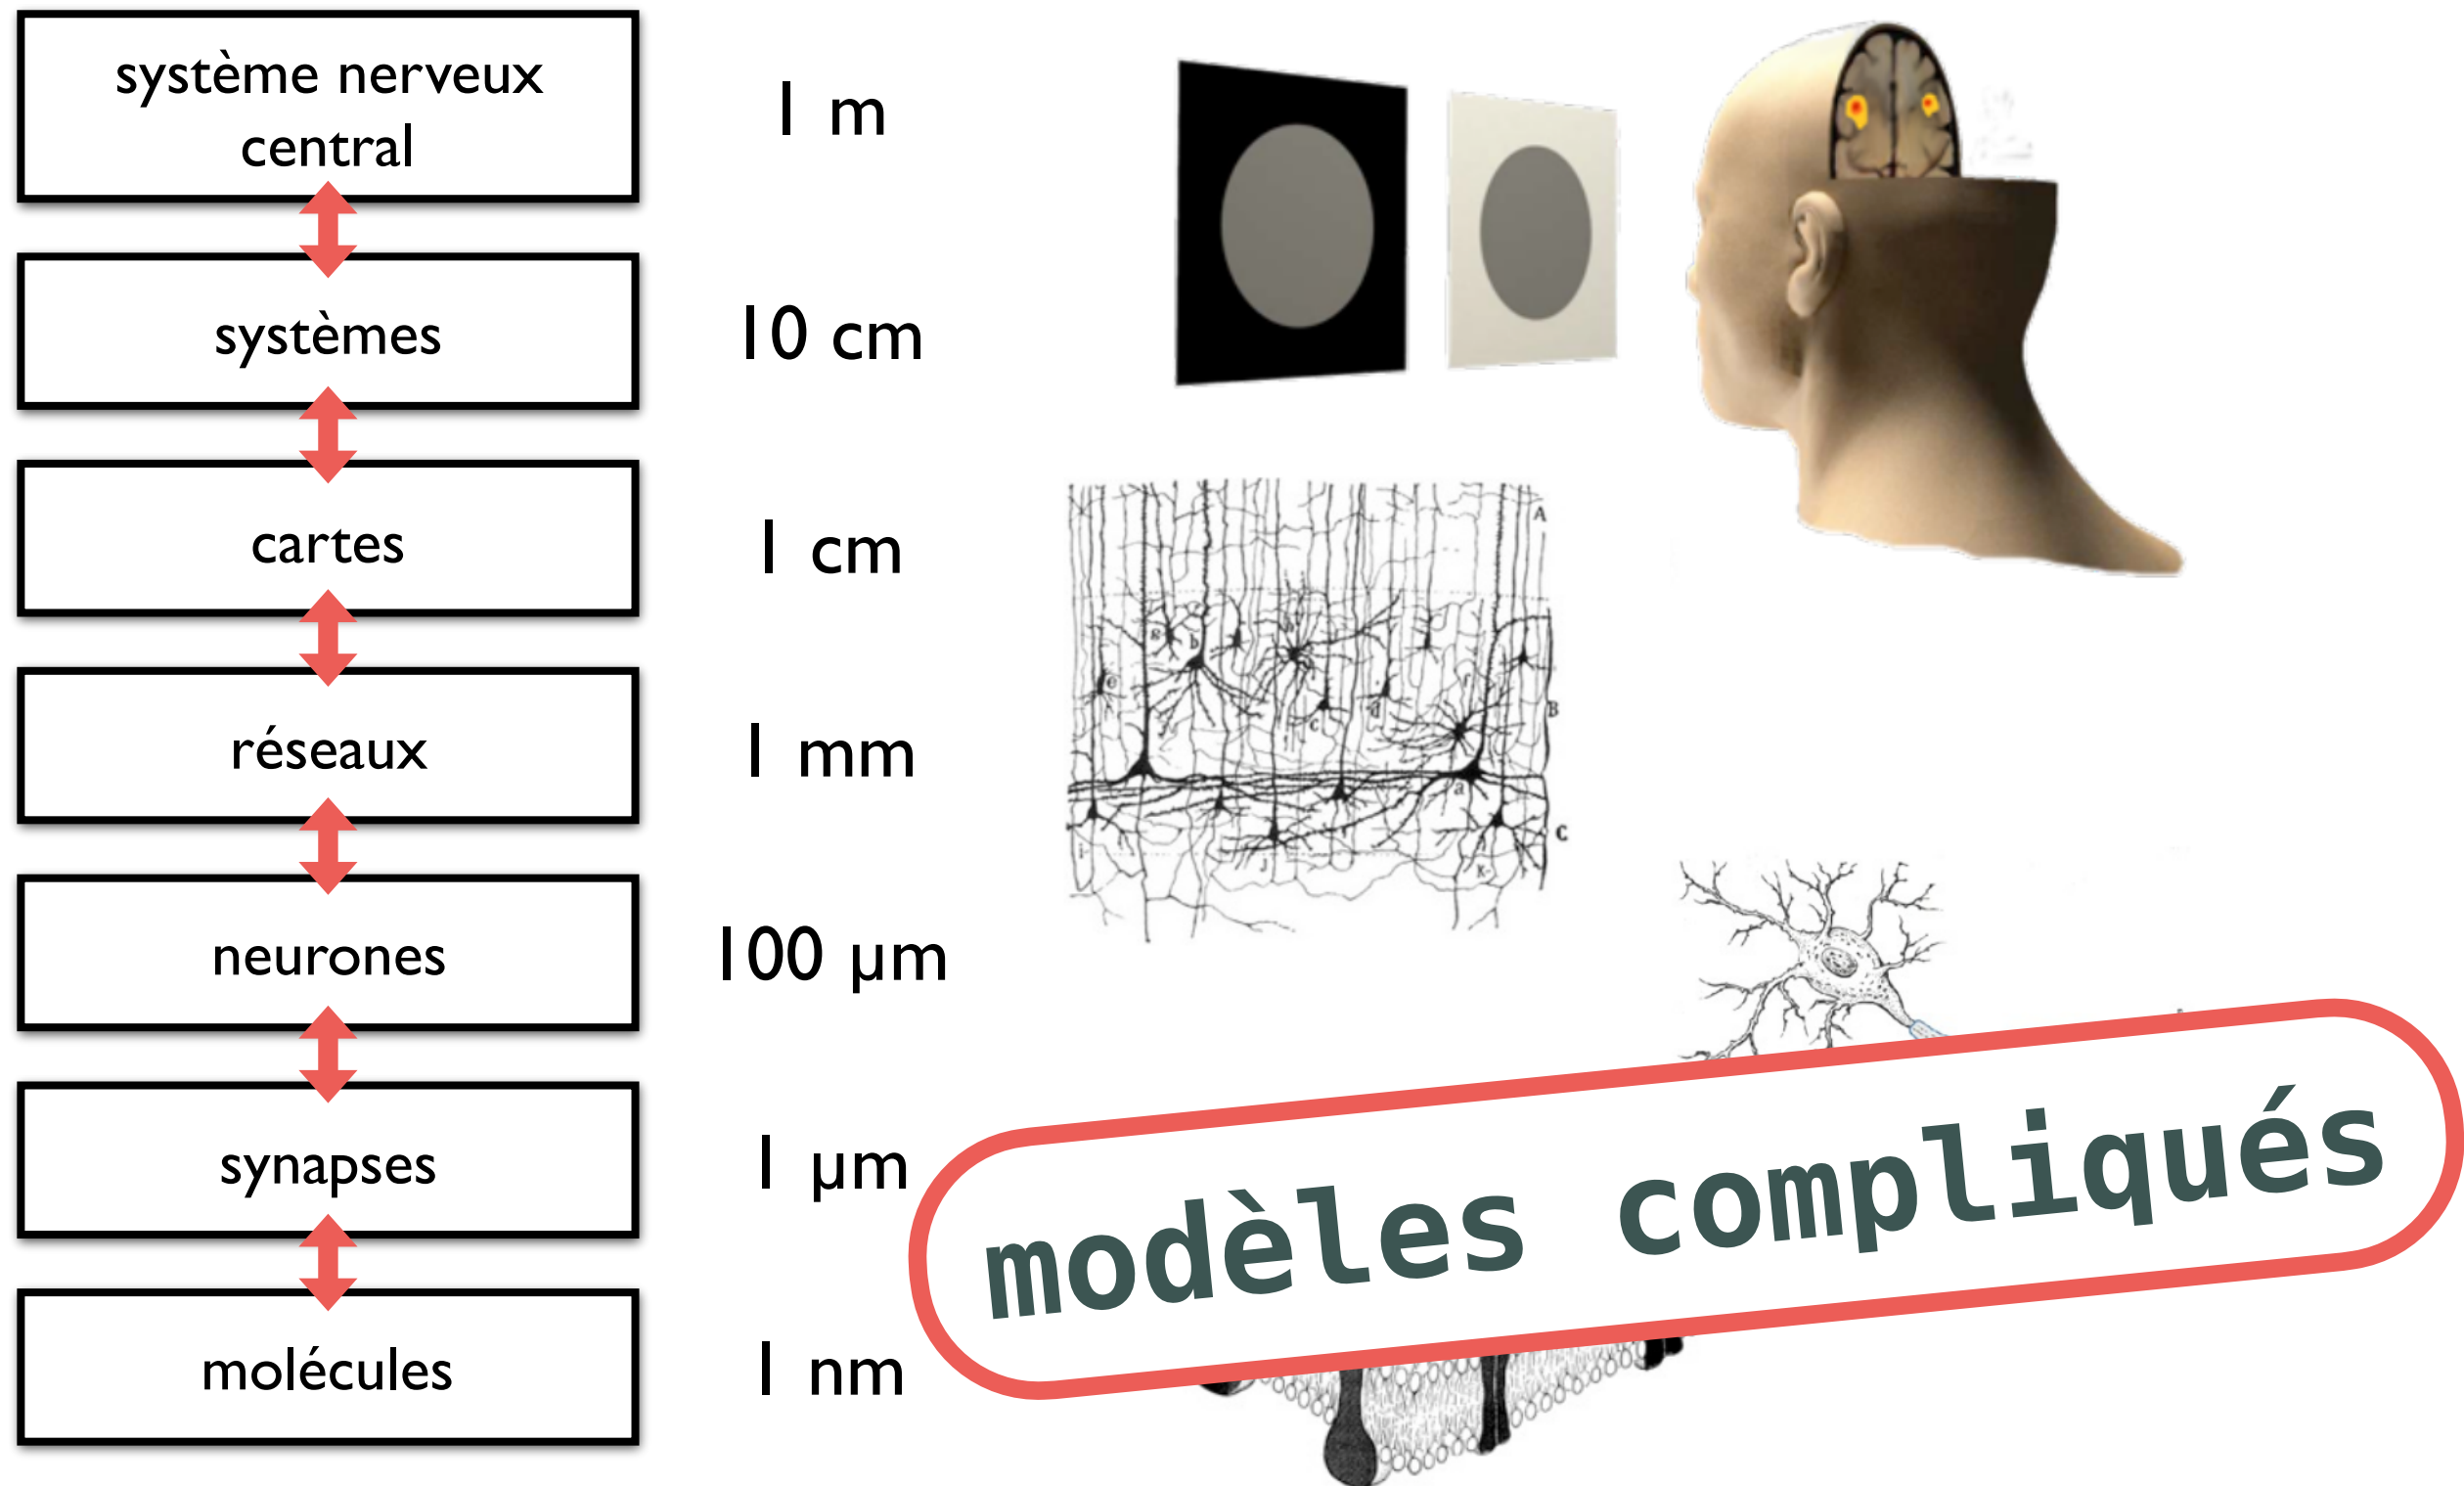 système nerveux
central
1 m
systèmes
10 cm
cartes
1 cm
réseaux
1 mm
neurones
100 µm
synapses
1 µm
molécules
1 nm
A
g
b
h
e
c
d
f
B
a
C
i
J
K
modèles compliqués